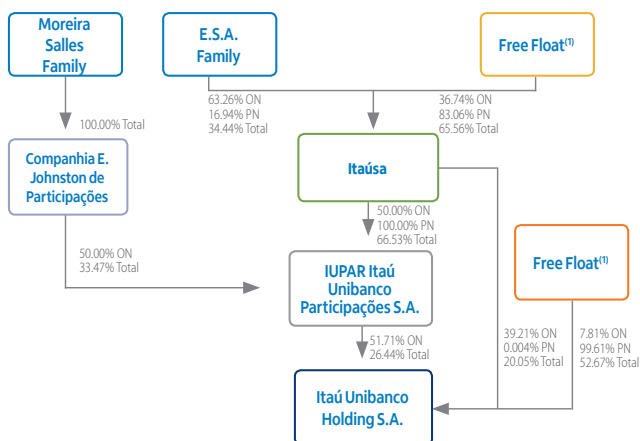 Moreira
Salles
Family
E.S.A.
Family
Free Float(1)
100.00% Total
63.26% ON
16.94% PN
34.44% Total
36.74% ON
83.06% PN
65.56% Total
Companhia E.
Johnston de
Participações
Itaúsa
50.00% ON
33.47% Total
50.00% ON
100.00% PN
66.53% Total
IUPAR Itaú
Unibanco
Participações S.A.
Free Float(1)
51.71% ON
26.44% Total
39.21% ON
0.004% PN
20.05% Total
7.81% ON
99.61% PN
52.67% Total
Itaú Unibanco
Holding S.A.